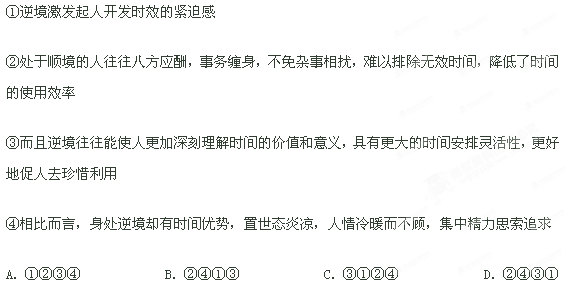 ①逆境激发起人开发时效的紧迫感
②处于顺境的人往往八方应酬，事务缠身，不免杂事相扰，难以排除无效时间，降低了时间
的使用效率
③而且逆境往往能使人更加深刻理解时间的价值和意义，具有更大的时间安排灵活性，更好
地促人去珍惜利用
④相比而言，身处逆境却有时间优势，置世态炎凉，人情冷暖而不顾，集中精力思索追求
A. ①②③④ B. ②④①③ C. ③①②④ D. ②④③①